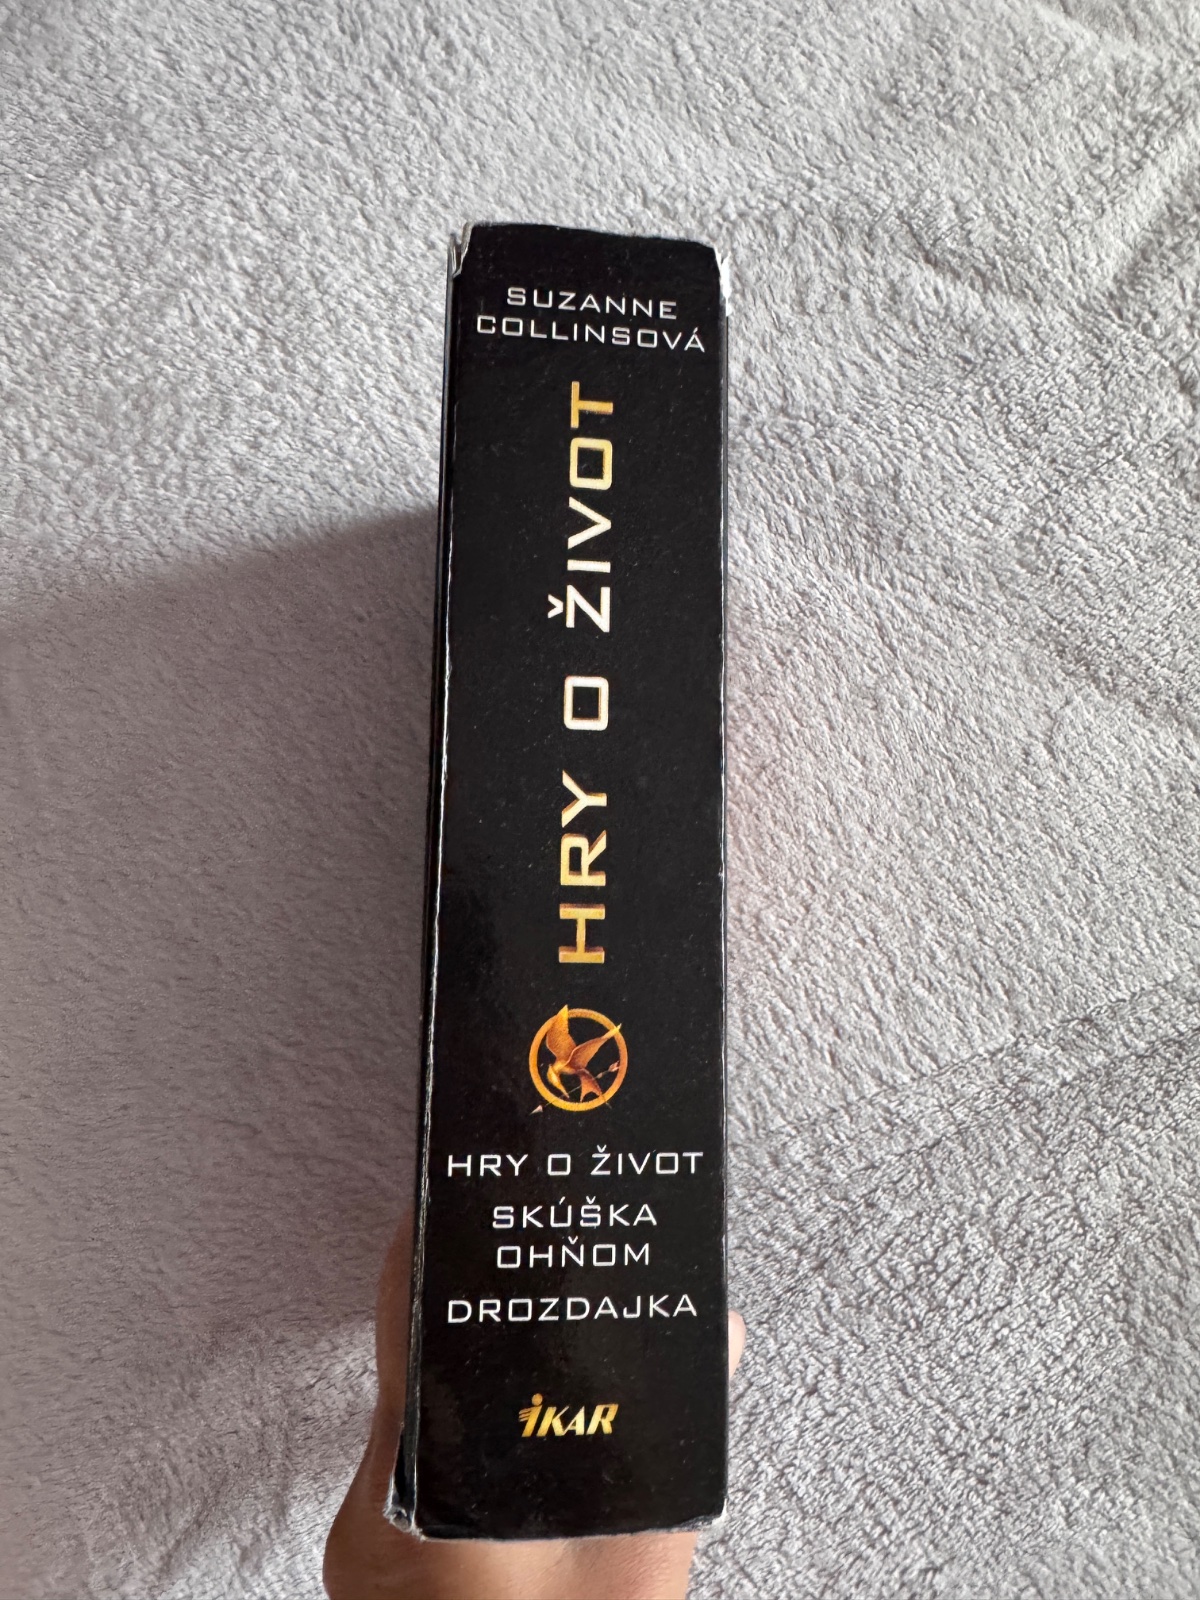 SUZANNE
COLLINSOVÁ
HRY O ŽIVOT
HRY O ŽIVOT
SKÚŠKA
OHŇOM
DROZDAJKA
IKAR